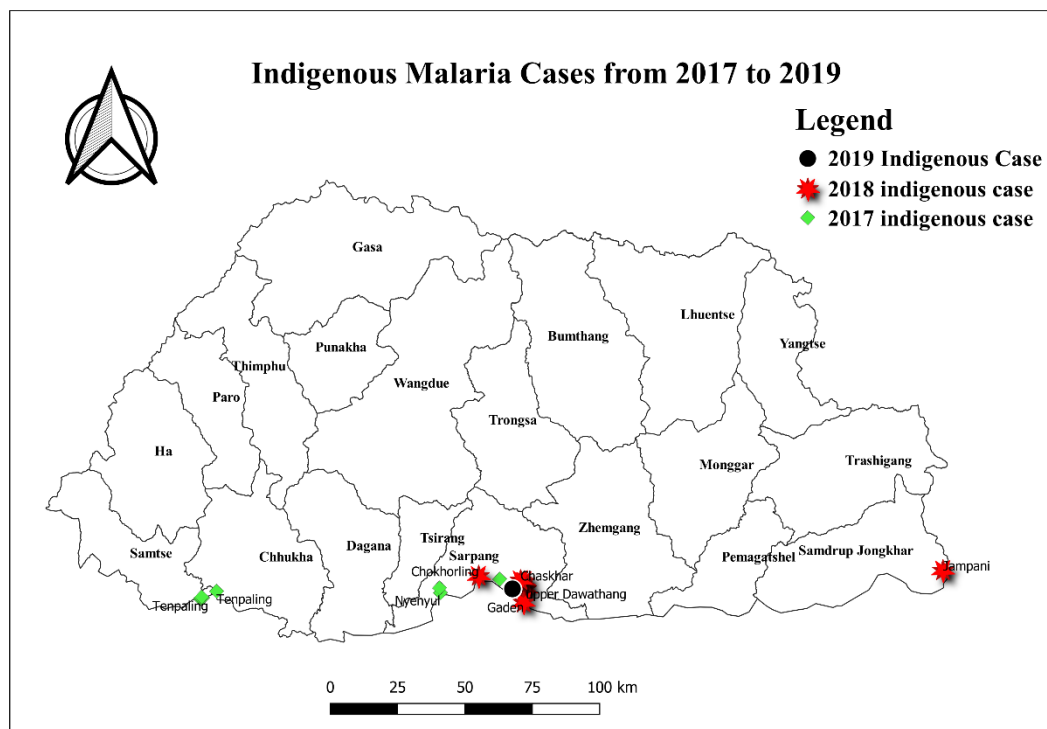 Indigenous Malaria Cases from 2017 to 2019
Legend
2019 Indigenous Case
2018 indigenous case
2017 indigenous case
Gasa
Punakha
Thimphu
Paro
Wangdue
Bumthang
Lhuentse
Yangtse
Trongsa
Ha
Monggar
Trashigang
Samtse
Chhukha
Dagana
Tsirang
Sarpang
Zhemgang
Pemagatshel
Samdrup Jongkhar
Chokhorling
Chaskhar
Tampani
Tenpaling
Tenpaling
Nyenyul
Upper Dawathang
Gaden
0 25 50 75 100 km